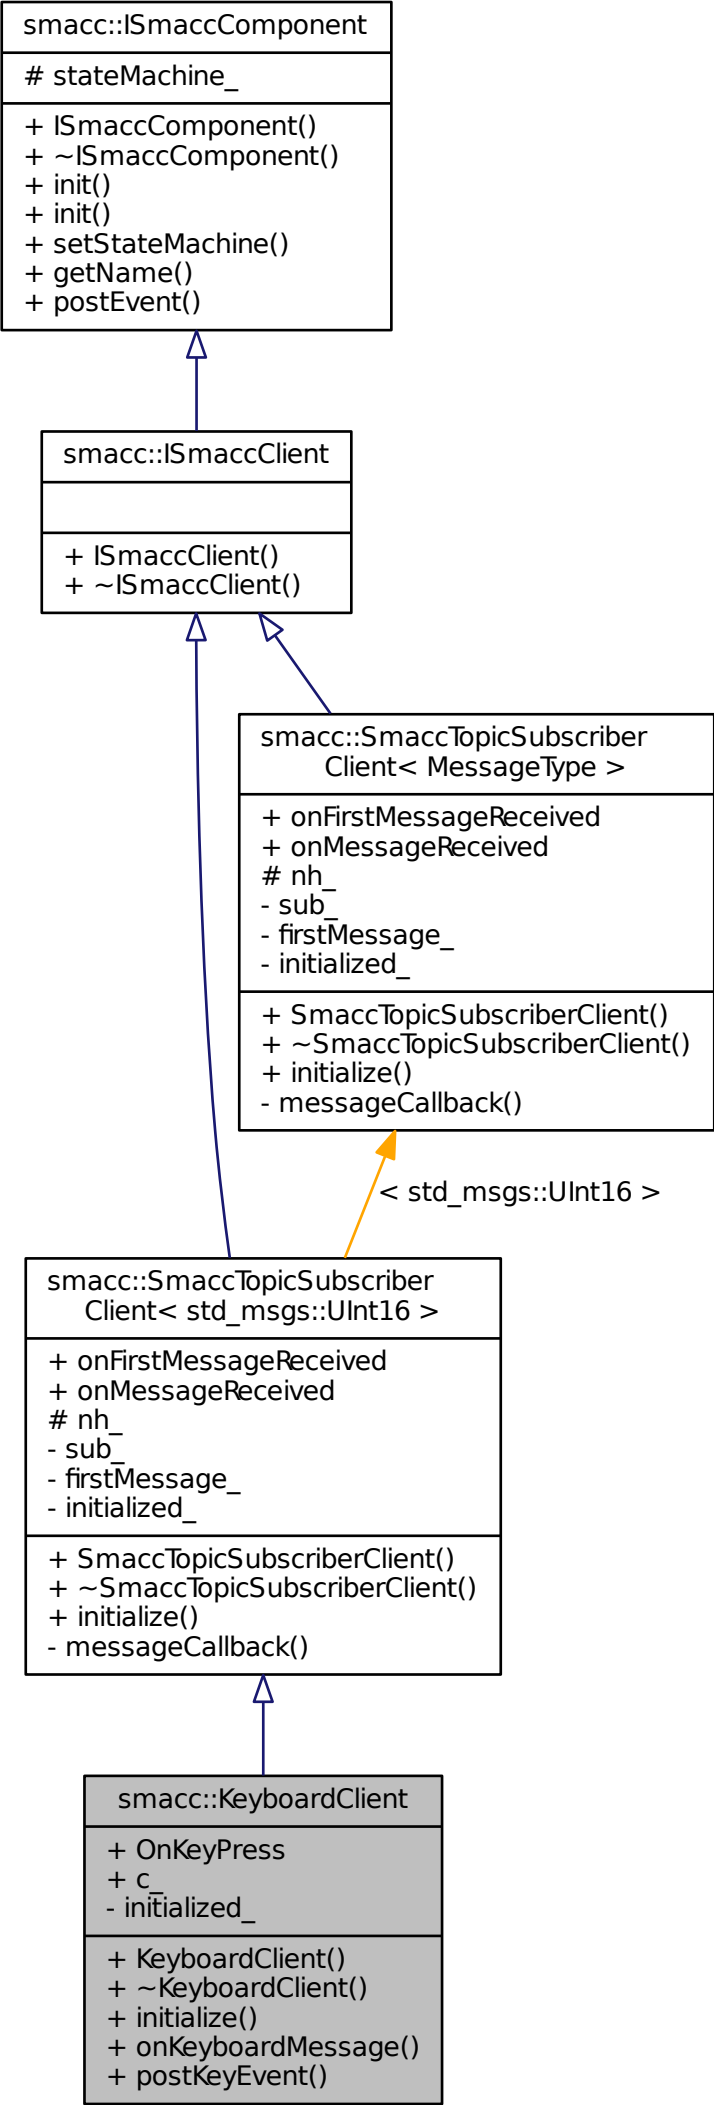 smacc::ISmaccComponent
# stateMachine_
+ ISmaccComponent()
+ ~ISmaccComponent()
+ init()
+ init()
+ setStateMachine()
+ getName()
+ postEvent()
smacc::ISmaccClient
+ ISmaccClient()
+ ~ISmaccClient()
smacc::SmaccTopicSubscriber
Client< MessageType >
+ onFirstMessageReceived
+ onMessageReceived
# nh_
- sub_
- firstMessage_
- initialized_
+ SmaccTopicSubscriberClient()
+ ~SmaccTopicSubscriberClient()
+ initialize()
- messageCallback()
< std_msgs::UInt16 >
smacc::SmaccTopicSubscriber
Client< std_msgs::UInt16 >
+ onFirstMessageReceived
+ onMessageReceived
# nh_
- sub_
- firstMessage_
- initialized_
+ SmaccTopicSubscriberClient()
+ ~SmaccTopicSubscriberClient()
+ initialize()
- messageCallback()
smacc::KeyboardClient
+ OnKeyPress
+ c_
- initialized_
+ KeyboardClient()
+ ~KeyboardClient()
+ initialize()
+ onKeyboardMessage()
+ postKeyEvent()